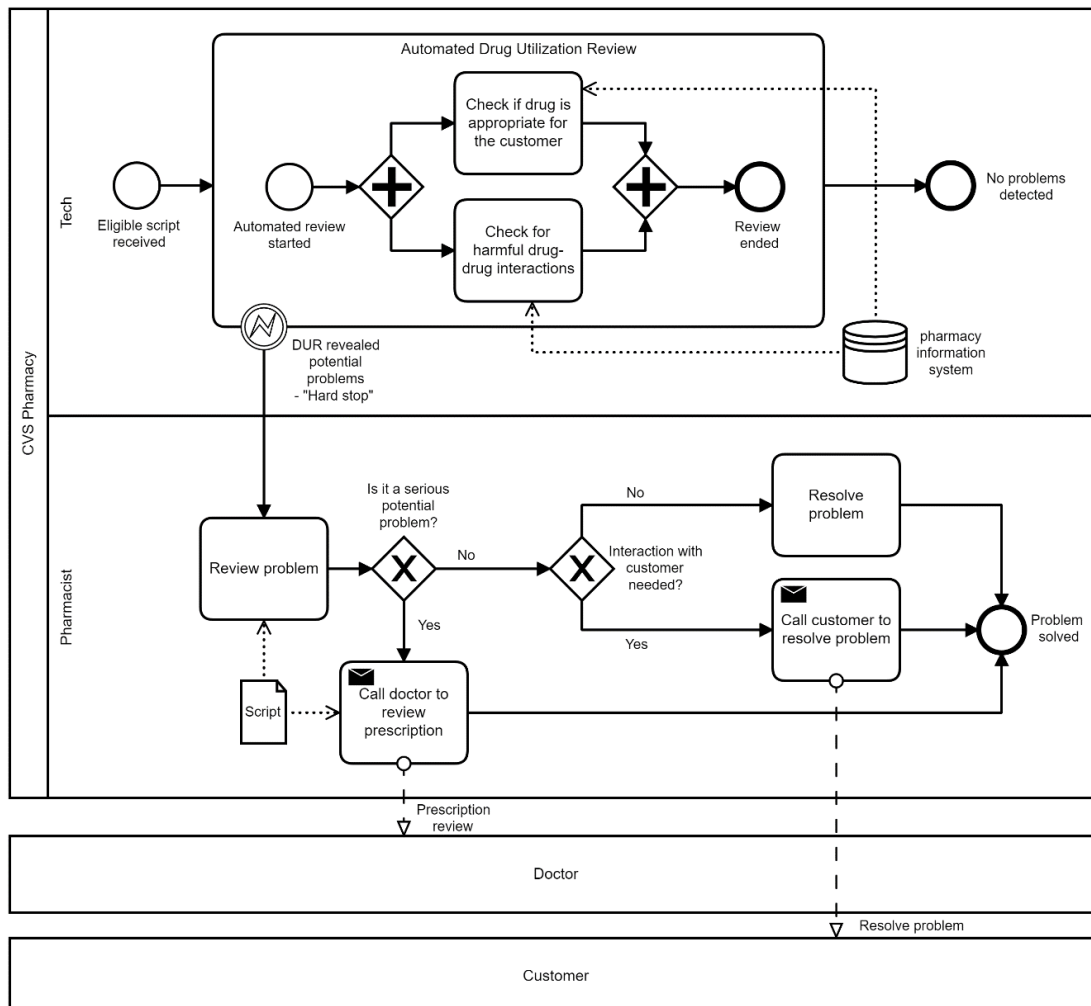 Automated Drug Utilization Review
Check if drug is
appropriate for
the customer
Eligible script
received
Automated review
started
Check for
harmful drug-
drug interactions
Review
ended
No problems
detected
Tech
DUR revealed
potential
problems
- "Hard stop"
pharmacy
information
system
CVS Pharmacy
Pharmacist
Review problem
Is it a serious
potential
problem?
No
Yes
Interaction with
customer
needed?
No
Yes
Resolve
problem
Call customer to
resolve problem
Problem
solved
Script
Call doctor to
review
prescription
Prescription
review
Doctor
Resolve problem
Customer